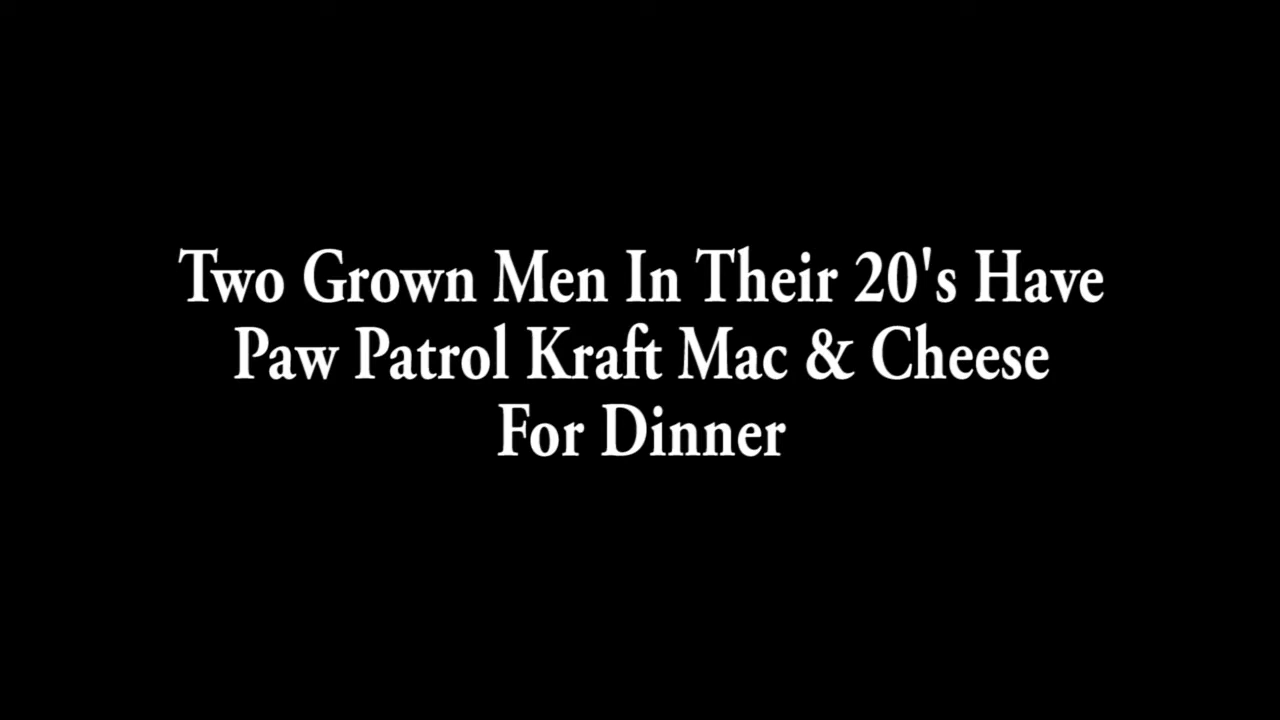 Two Grown Men In Their 20's Have
Paw Patrol Kraft Mac & Cheese
For Dinner